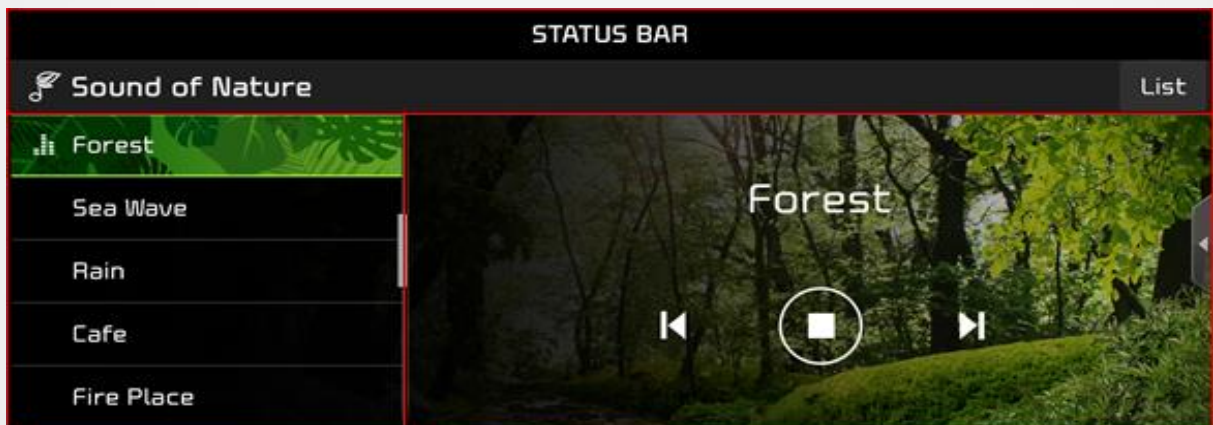 STATUS BAR
Sound of Nature
List
Forest
Sea Wave
Rain
Cafe
Fire Place
Forest